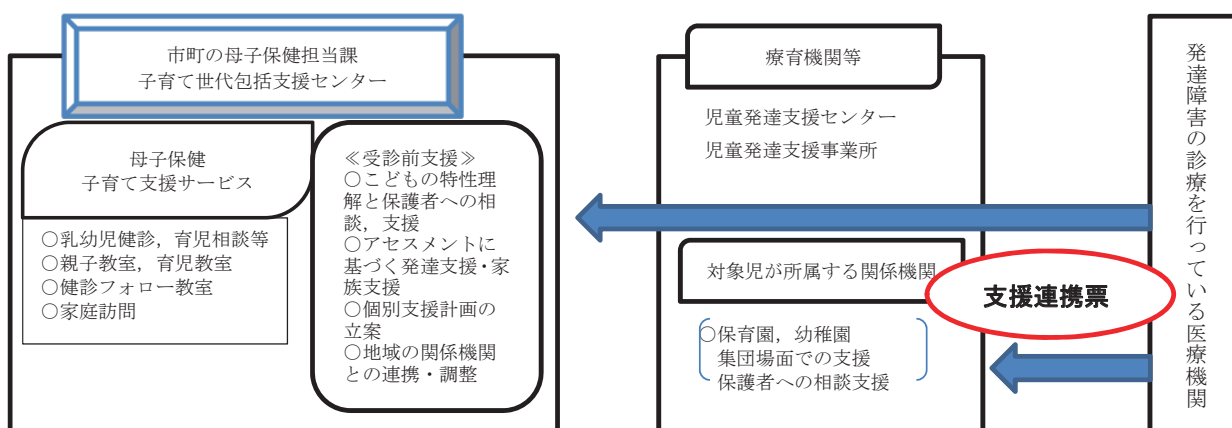 市町の母子保健担当課
子育て世代包括支援センター
母子保健
子育て支援サービス
○乳幼児健診，育児相談等
○親子教室，育児教室
○健診フォロー教室
○家庭訪問
≪受診前支援≫
○こどもの特性理
解と保護者への相
談，支援
○アセスメントに
基づく発達支援・家
族支援
○個別支援計画の
立案
○地域の関係機関
との連携・調整
療育機関等
児童発達支援センター
児童発達支援事業所
対象児が所属する関係機関
○保育園，幼稚園
集団場面での支援
保護者への相談支援
支援連携票
発達障害の診療を行っている医療機関